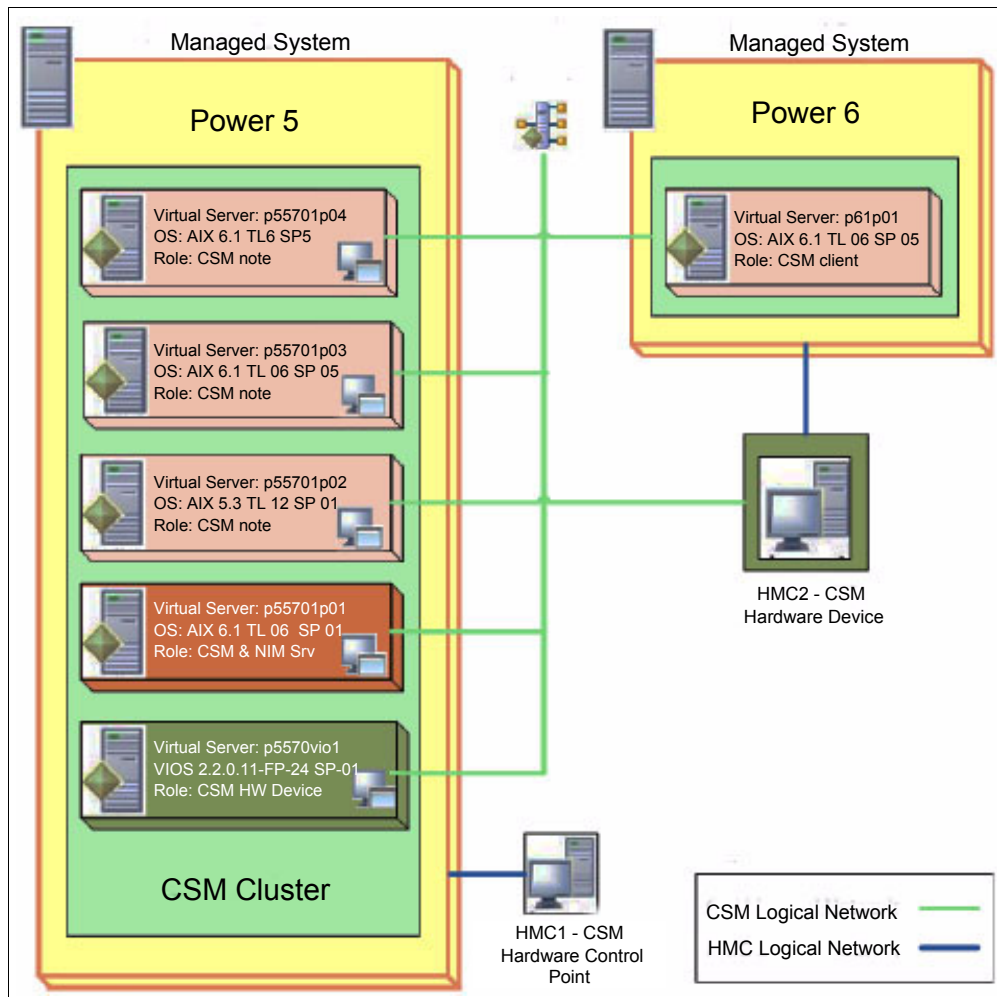 Managed System
Power 5
Virtual Server: p55701p04
OS: AIX 6.1 TL6 SP5
Role: CSM note
Virtual Server: p55701p03
OS: AIX 6.1 TL 06 SP 05
Role: CSM note
Virtual Server: p55701p02
OS: AIX 5.3 TL 12 SP 01
Role: CSM note
Virtual Server: p55701p01
OS: AIX 6.1 TL 06 SP 01
Role: CSM & NIM Srv
Virtual Server: p5570vio1
VIOS 2.2.0.11-FP-24 SP-01
Role: CSM HW Device
CSM Cluster
Managed System
Power 6
Virtual Server: p61p01
OS: AIX 6.1 TL 06 SP 05
Role: CSM client
HMC2 - CSM
Hardware Device
HMC1 - CSM
Hardware Control
Point
CSM Logical Network
HMC Logical Network